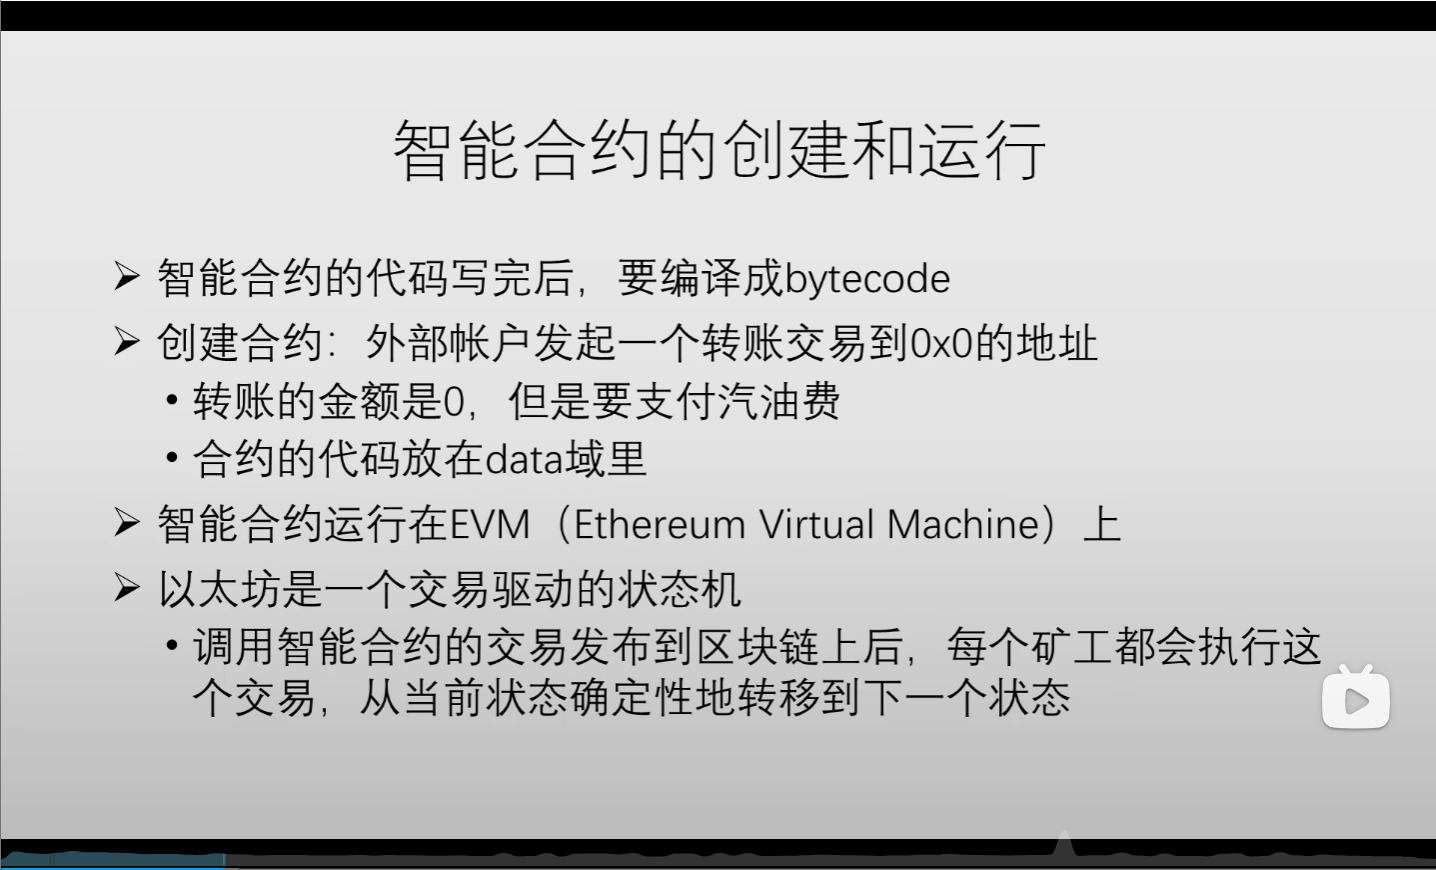 智能合约的创建和运行
➢ 智能合约的代码写完后，要编译成bytecode
➢ 创建合约：外部帐户发起一个转账交易到0x0的地址
• 转账的金额是0，但是要支付汽油费
• 合约的代码放在data域里
➢ 智能合约运行在EVM（Ethereum Virtual Machine）上
➢ 以太坊是一个交易驱动的状态机
• 调用智能合约的交易发布到区块链上后，每个矿工都会执行这
个交易，从当前状态确定性地转移到下一个状态